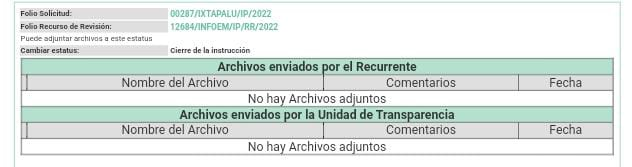 Folio Solicitud: 00287/IXTAPALU/IP/2022
Folio Recurso de Revisión: 12684/INFOEM/IP/RR/2022
Puede adjuntar archivos a este estatus
Cambiar estatus: Cierre de la instrucción
Archivos enviados por el Recurrente
Nombre del Archivo Comentarios Fecha
No hay Archivos adjuntos
Archivos enviados por la Unidad de Transparencia
Nombre del Archivo Comentarios Fecha
No hay Archivos adjuntos